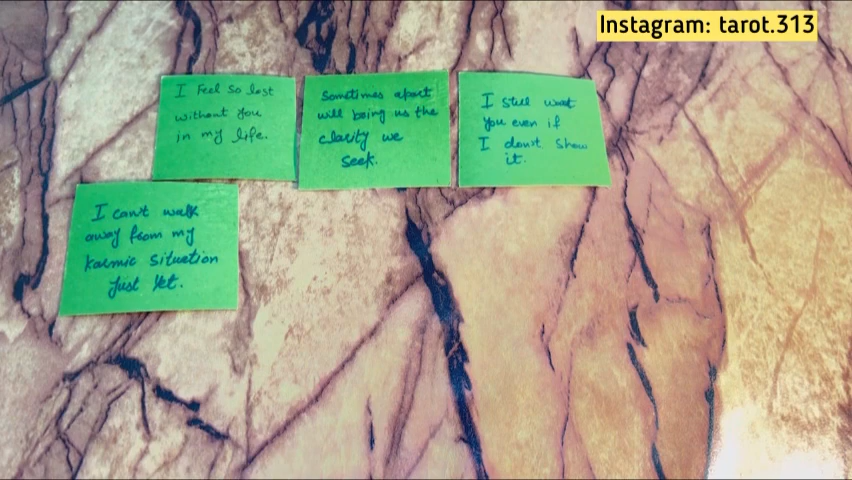 Instagram: tarot.313
I Feel so lost
without you
in my life.
Sometimes apart
will bring us the
clarity we
seek.
I still want
you even if
I don't show
it.
I can't walk
away from my
karmic situation
just yet.